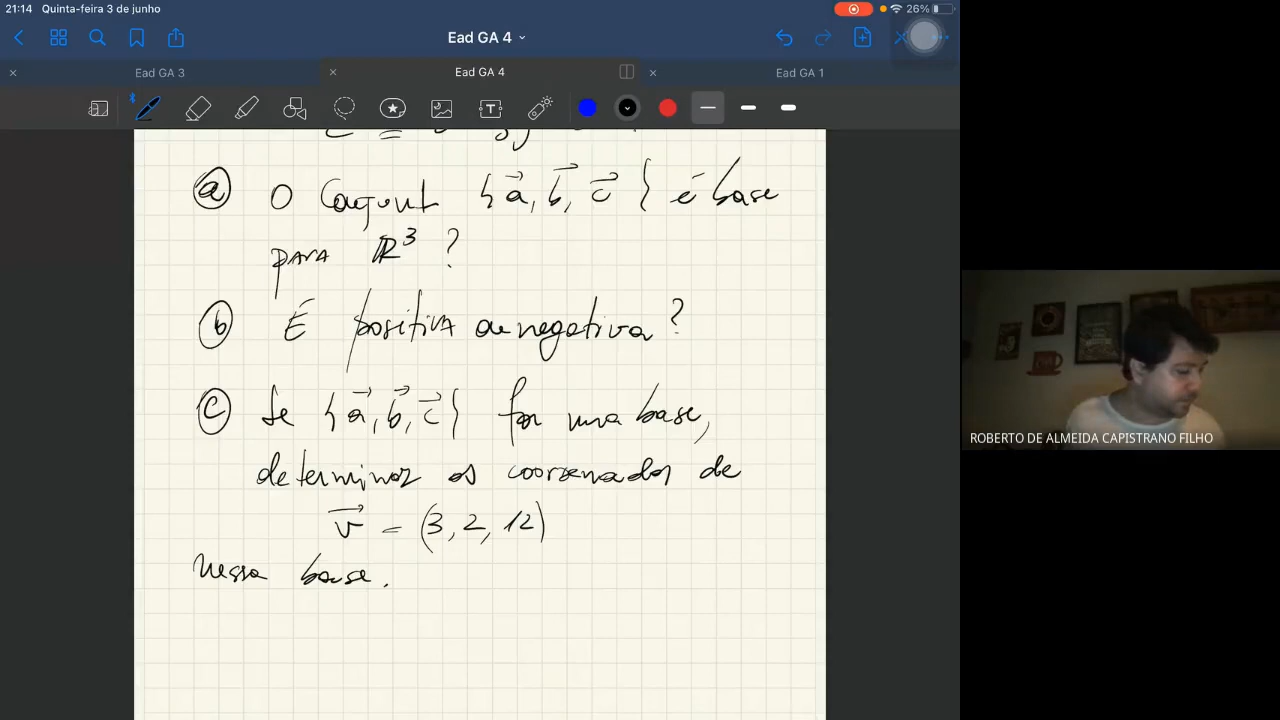 21:14 Quinta-feira 3 de junho
26%
Ead GA 4
Ead GA 3
Ead GA 4
Ead GA 1
T
ⓐ O Conjunt {a⃗, b⃗, c⃗} é base
para ℝ³ ?
ⓑ É positiva ou negativa?
ⓒ Se {a⃗, b⃗, c⃗} for uma base,
determinar as coordenadas de
v⃗ = (3, 2, 12)
nessa base.
ROBERTO DE ALMEIDA CAPISTRANO FILHO